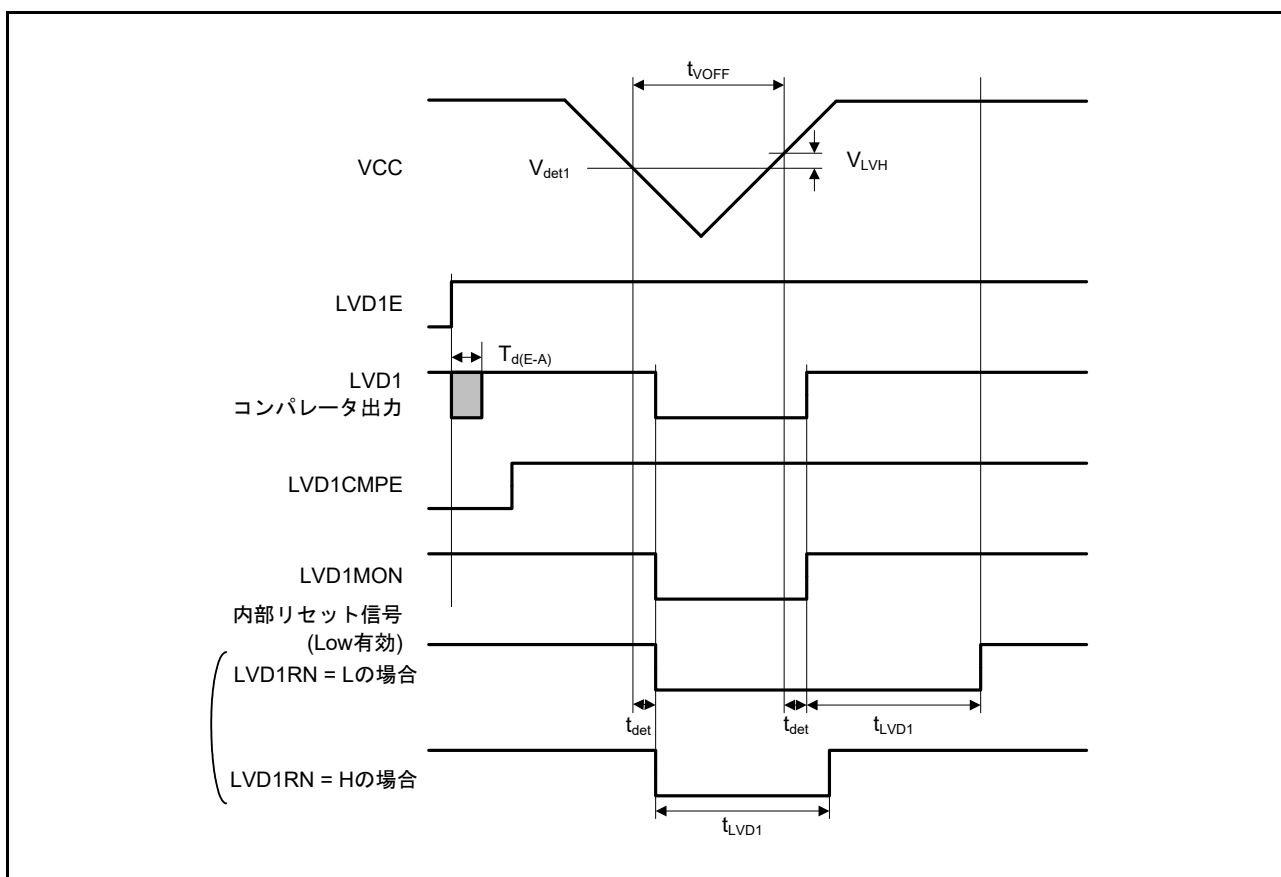 tVOFF
VCC
Vdet1
VLVH
LVD1E
Td(E-A)
LVD1
コンパレータ出力
LVD1CMPE
LVD1MON
内部リセット信号
(Low有効)
LVD1RN = Lの場合
tdet
tdet
tLVD1
LVD1RN = Hの場合
tLVD1